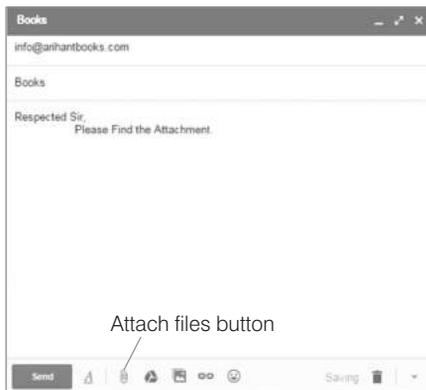 Books
info@arihantbooks.com
Books
Respected Sir,
Please Find the Attachment.
Attach files button
Send
A
Saving